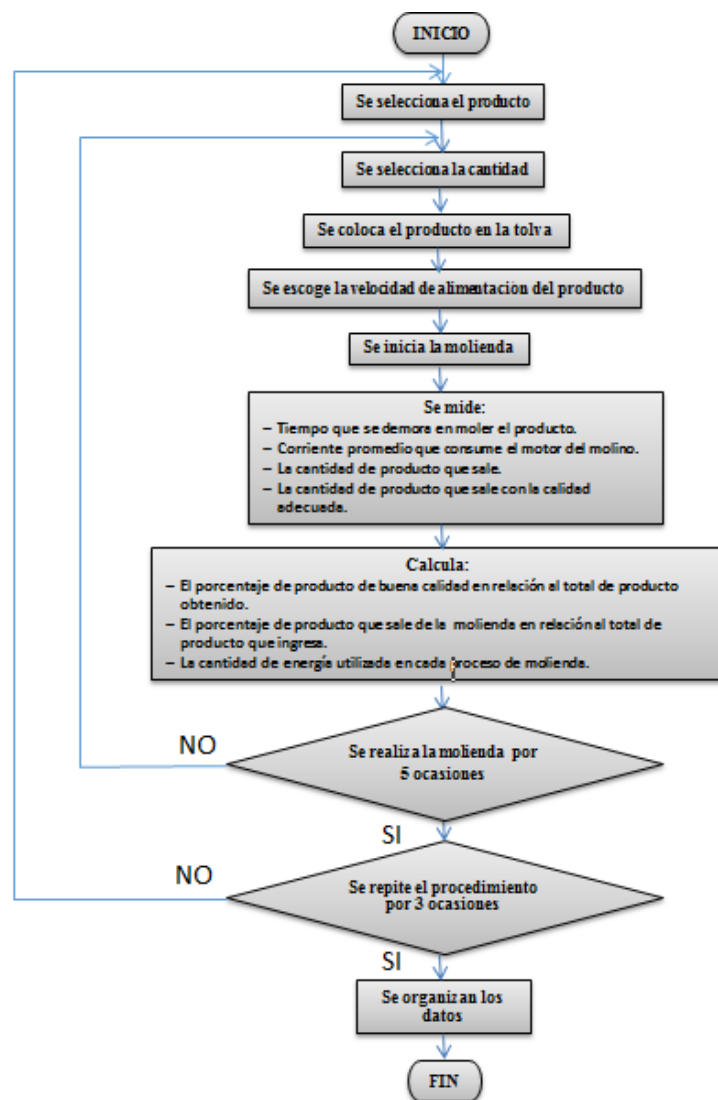 INICIO
Se selecciona el producto
Se selecciona la cantidad
Se coloca el producto en la tolva
Se escoge la velocidad de alimentación del producto
Se inicia la molienda
Se mide:
– Tiempo que se demora en moler el producto.
– Corriente promedio que consume el motor del molino.
– La cantidad de producto que sale.
– La cantidad de producto que sale con la calidad
adecuada.
Calcula:
– El porcentaje de producto de buena calidad en relación al total de producto
obtenido.
– El porcentaje de producto que sale de la molienda en relación al total de
producto que ingresa.
– La cantidad de energía utilizada en cada proceso de molienda.
NO
Se realiza la molienda por
5 ocasiones
SI
NO
Se repite el procedimiento
por 3 ocasiones
SI
Se organizan los
datos
FIN